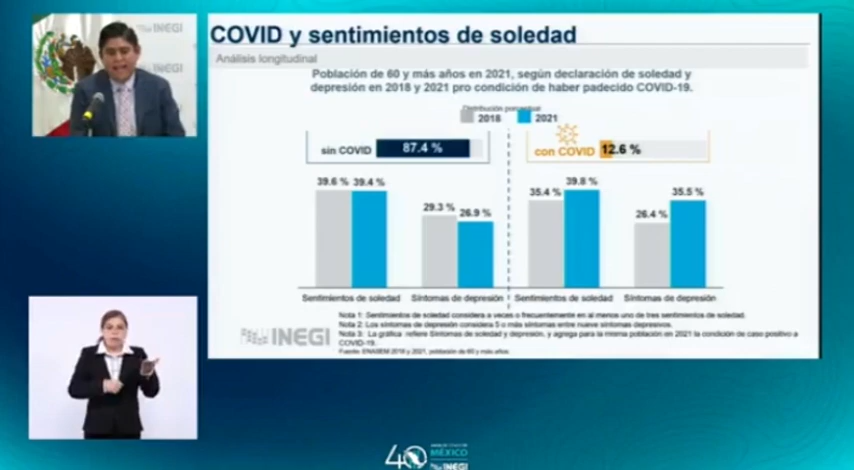 INEGI
INEGI
COVID y sentimientos de soledad
Análisis longitudinal
Población de 60 y más años en 2021, según declaración de soledad y
depresión en 2018 y 2021 pro condición de haber padecido COVID-19.
Distribución porcentual
2018 2021
sin COVID 87.4 % con COVID 12.6 %
39.6 % 39.4 % 29.3 % 26.9 % 35.4 % 39.8 % 26.4 % 35.5 %
Sentimientos de soledad Síntomas de depresión Sentimientos de soledad Síntomas de depresión
Nota 1: Sentimientos de soledad considera a veces o frecuentemente en al menos uno de tres sentimientos de soledad.
Nota 2: Los síntomas de depresión considera 5 o más síntomas entre nueve síntomas depresivos.
Nota 3: La gráfica refiere Síntomas de soledad y depresión, y agrega para la misma población en 2021 la condición de caso positivo a
COVID-19.
Fuente: ENASEM 2018 y 2021, población de 60 y más años.
INEGI
40
MÉXICO
INEGI